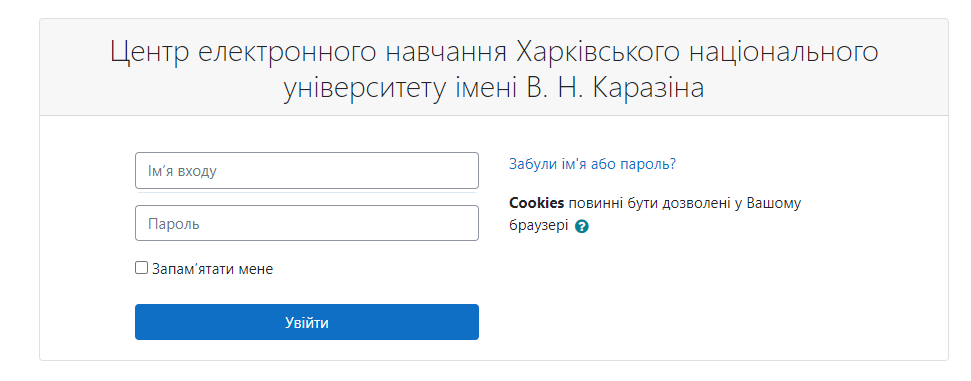 Центр електронного навчання Харківського національного
університету імені В. Н. Каразіна
Ім’я входу
Забули ім'я або пароль?
Cookies повинні бути дозволені у Вашому
браузері ?
Пароль
Запам’ятати мене
Увійти